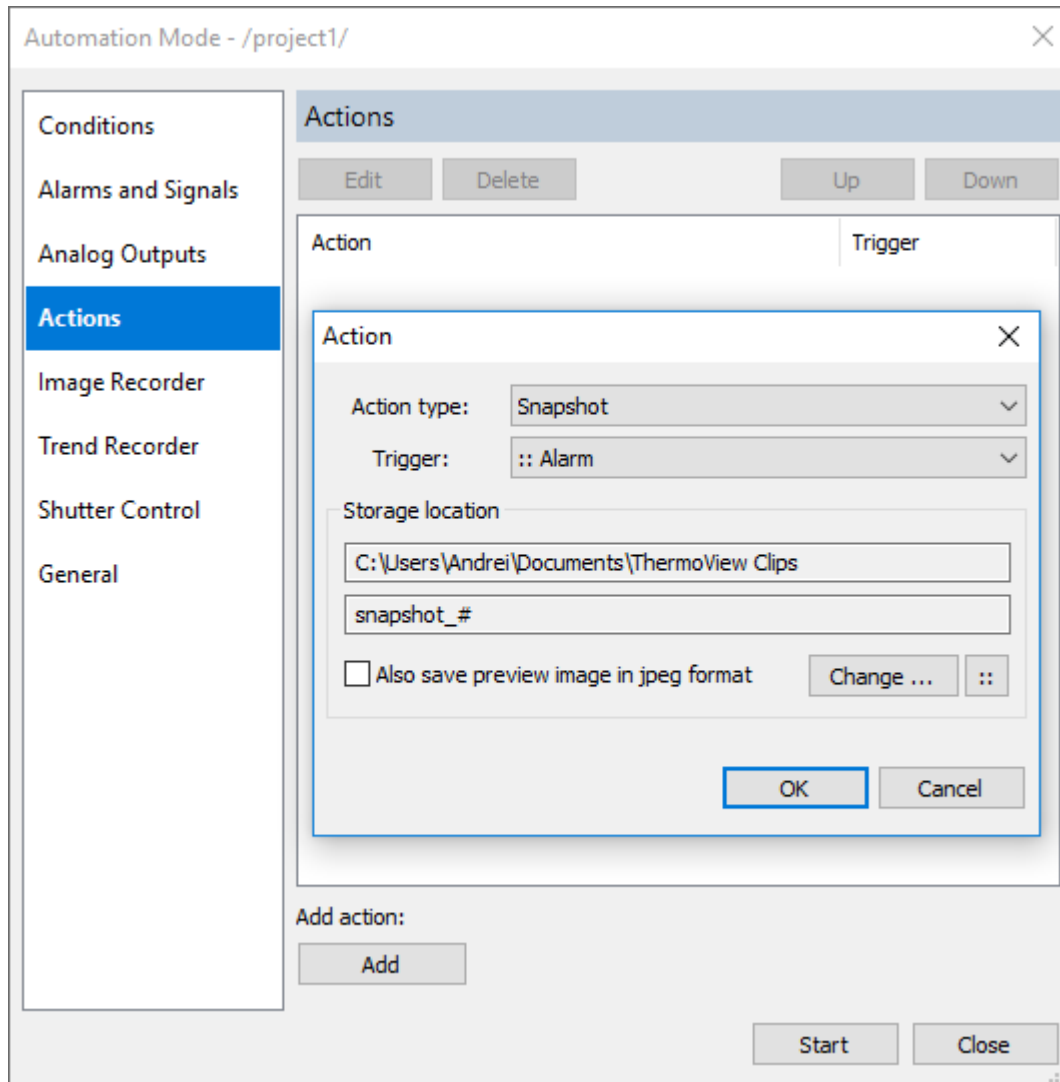 Automation Mode - /project1/
Conditions
Alarms and Signals
Analog Outputs
Actions
Image Recorder
Trend Recorder
Shutter Control
General
Actions
Edit Delete Up Down
Action Trigger
Action
Action type: Snapshot
Trigger: :: Alarm
Storage location
C:\Users\Andrei\Documents\ThermoView Clips
snapshot_#
Also save preview image in jpeg format Change ... ::
OK Cancel
Add action:
Add
Start Close